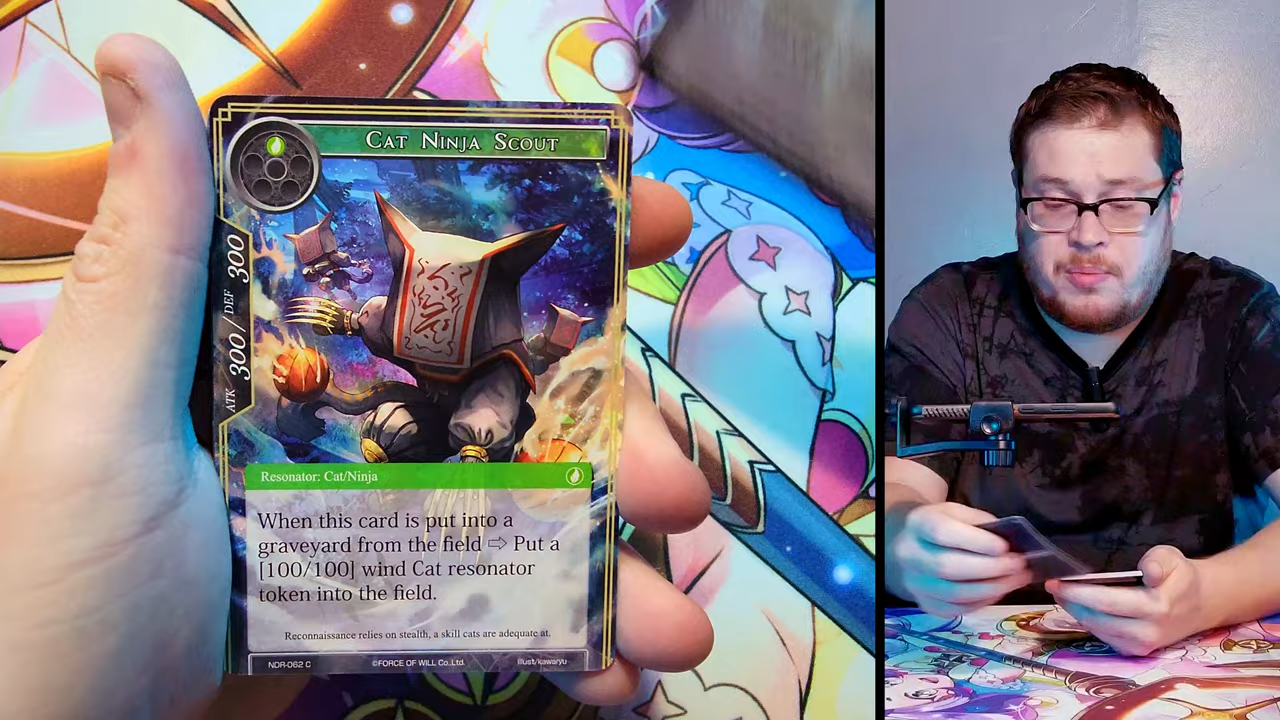 CAT NINJA SCOUT
ATK 300 / DEF 300
Resonator: Cat/Ninja
When this card is put into a
graveyard from the field ⇨ Put a
[100/100] wind Cat resonator
token into the field.
Reconnaissance relies on stealth, a skill cats are adequate at.
NDR-062 C ©FORCE OF WILL Co.,Ltd. Illust/kawaryu